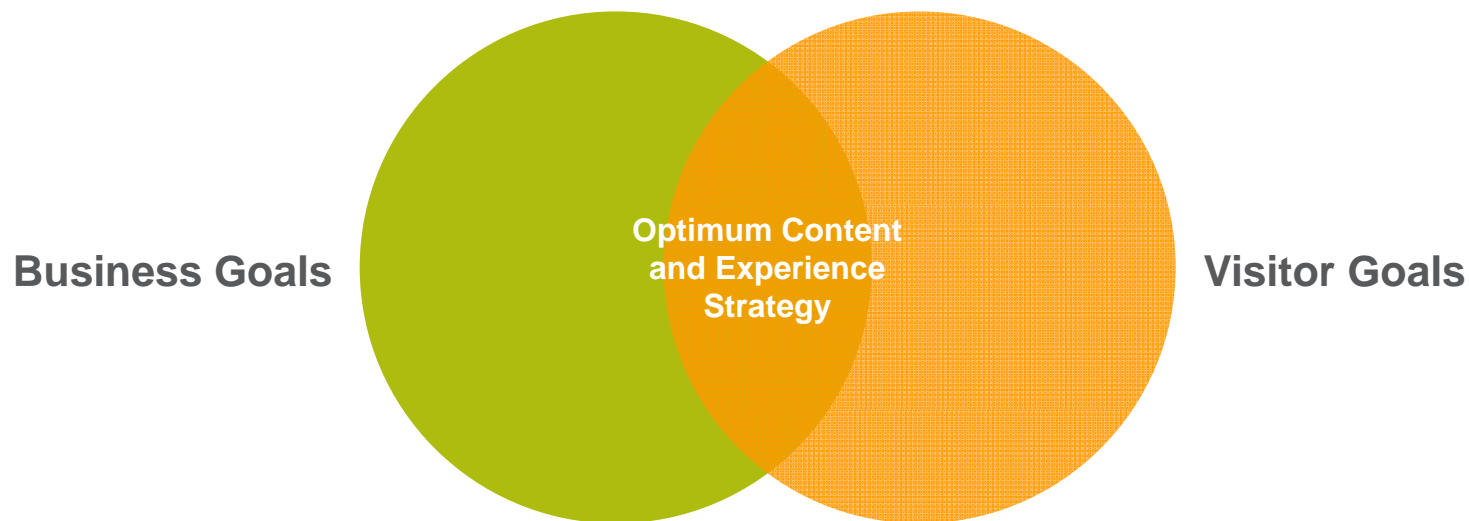 Business Goals
Optimum Content
and Experience
Strategy
Visitor Goals